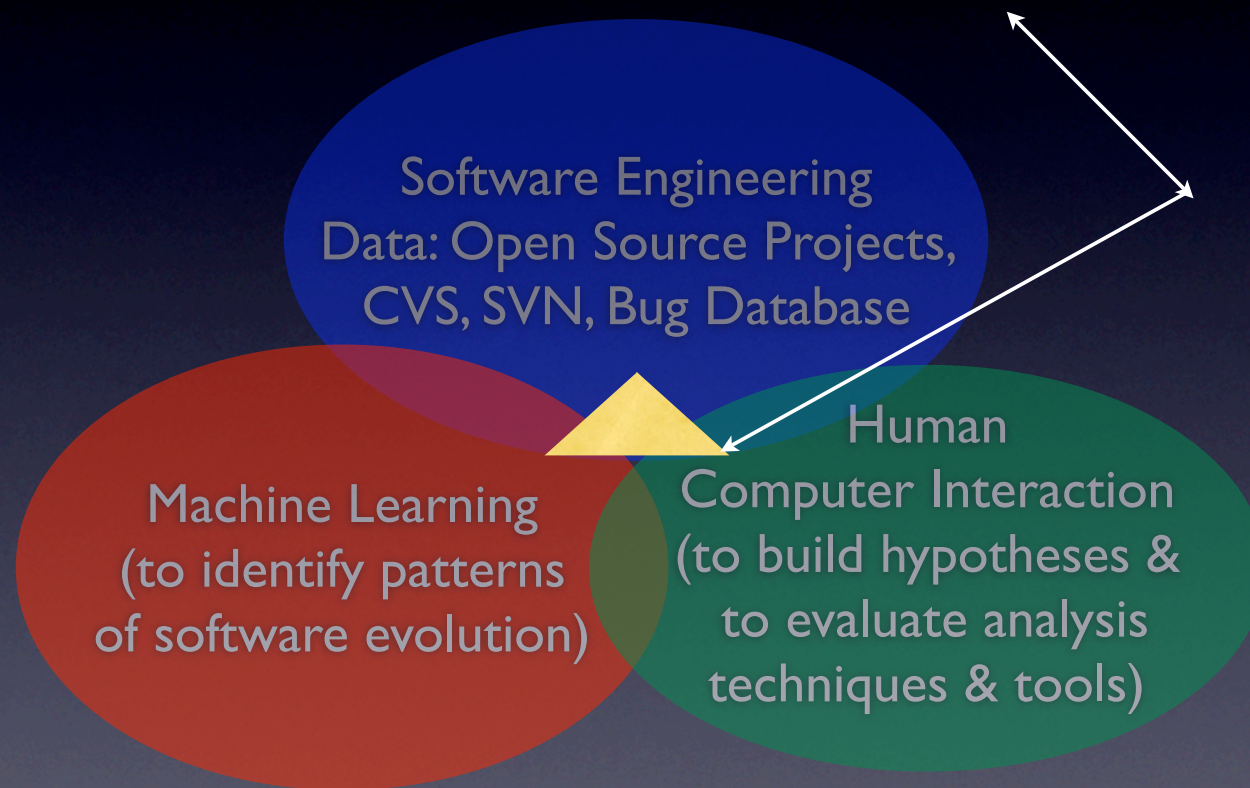 Software Engineering
Data: Open Source Projects,
CVS, SVN, Bug Database
Machine Learning
(to identify patterns
of software evolution)
Human
Computer Interaction
(to build hypotheses &
to evaluate analysis
techniques & tools)